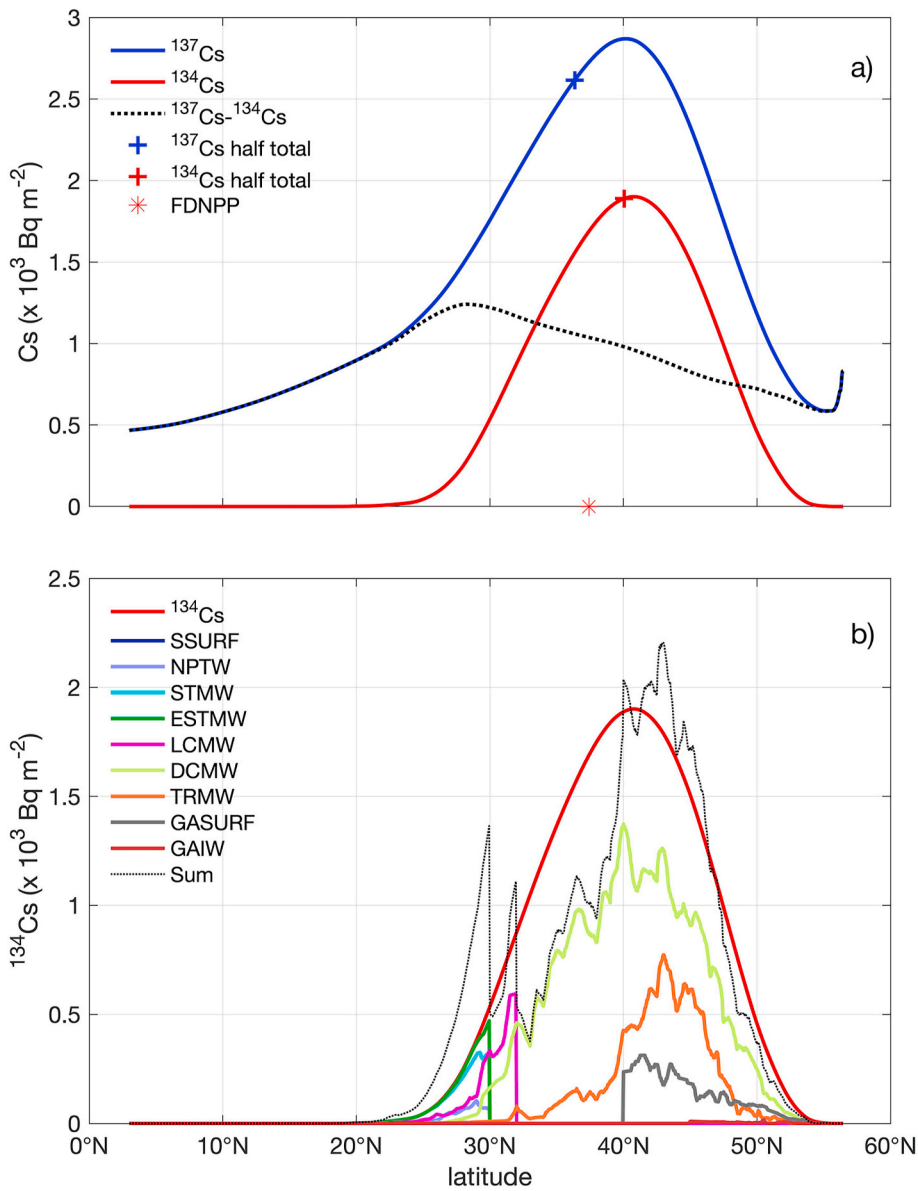 3
2.5
2
1.5
1
0.5
0
Cs (x 10³ Bq m⁻²)
a)
¹³⁷Cs
¹³⁴Cs
¹³⁷Cs-¹³⁴Cs
¹³⁷Cs half total
¹³⁴Cs half total
FDNPP
2.5
2
1.5
1
0.5
0
¹³⁴Cs (x 10³ Bq m⁻²)
b)
¹³⁴Cs
SSURF
NPTW
STMW
ESTMW
LCMW
DCMW
TRMW
GASURF
GAIW
Sum
0°N 10°N 20°N 30°N 40°N 50°N 60°N
latitude